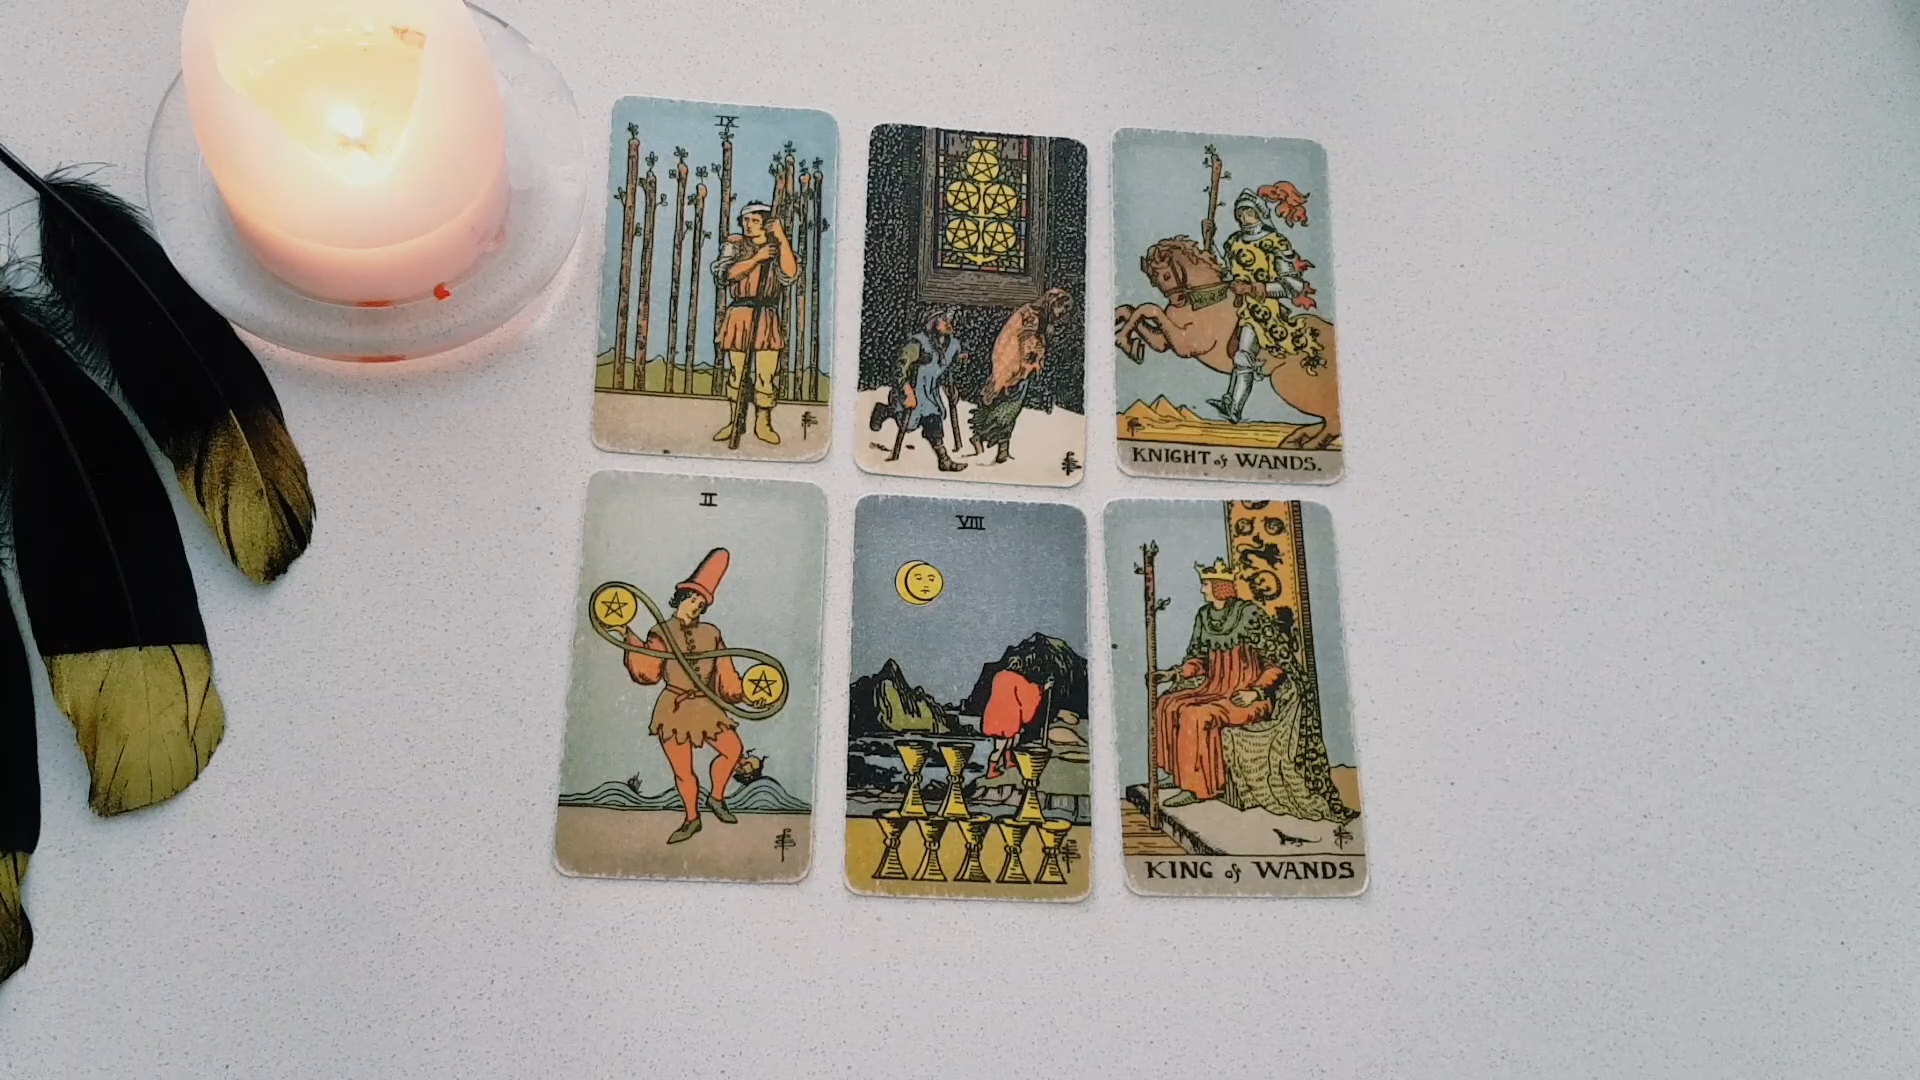 IX
KNIGHT of WANDS.
II
VIII
KING of WANDS